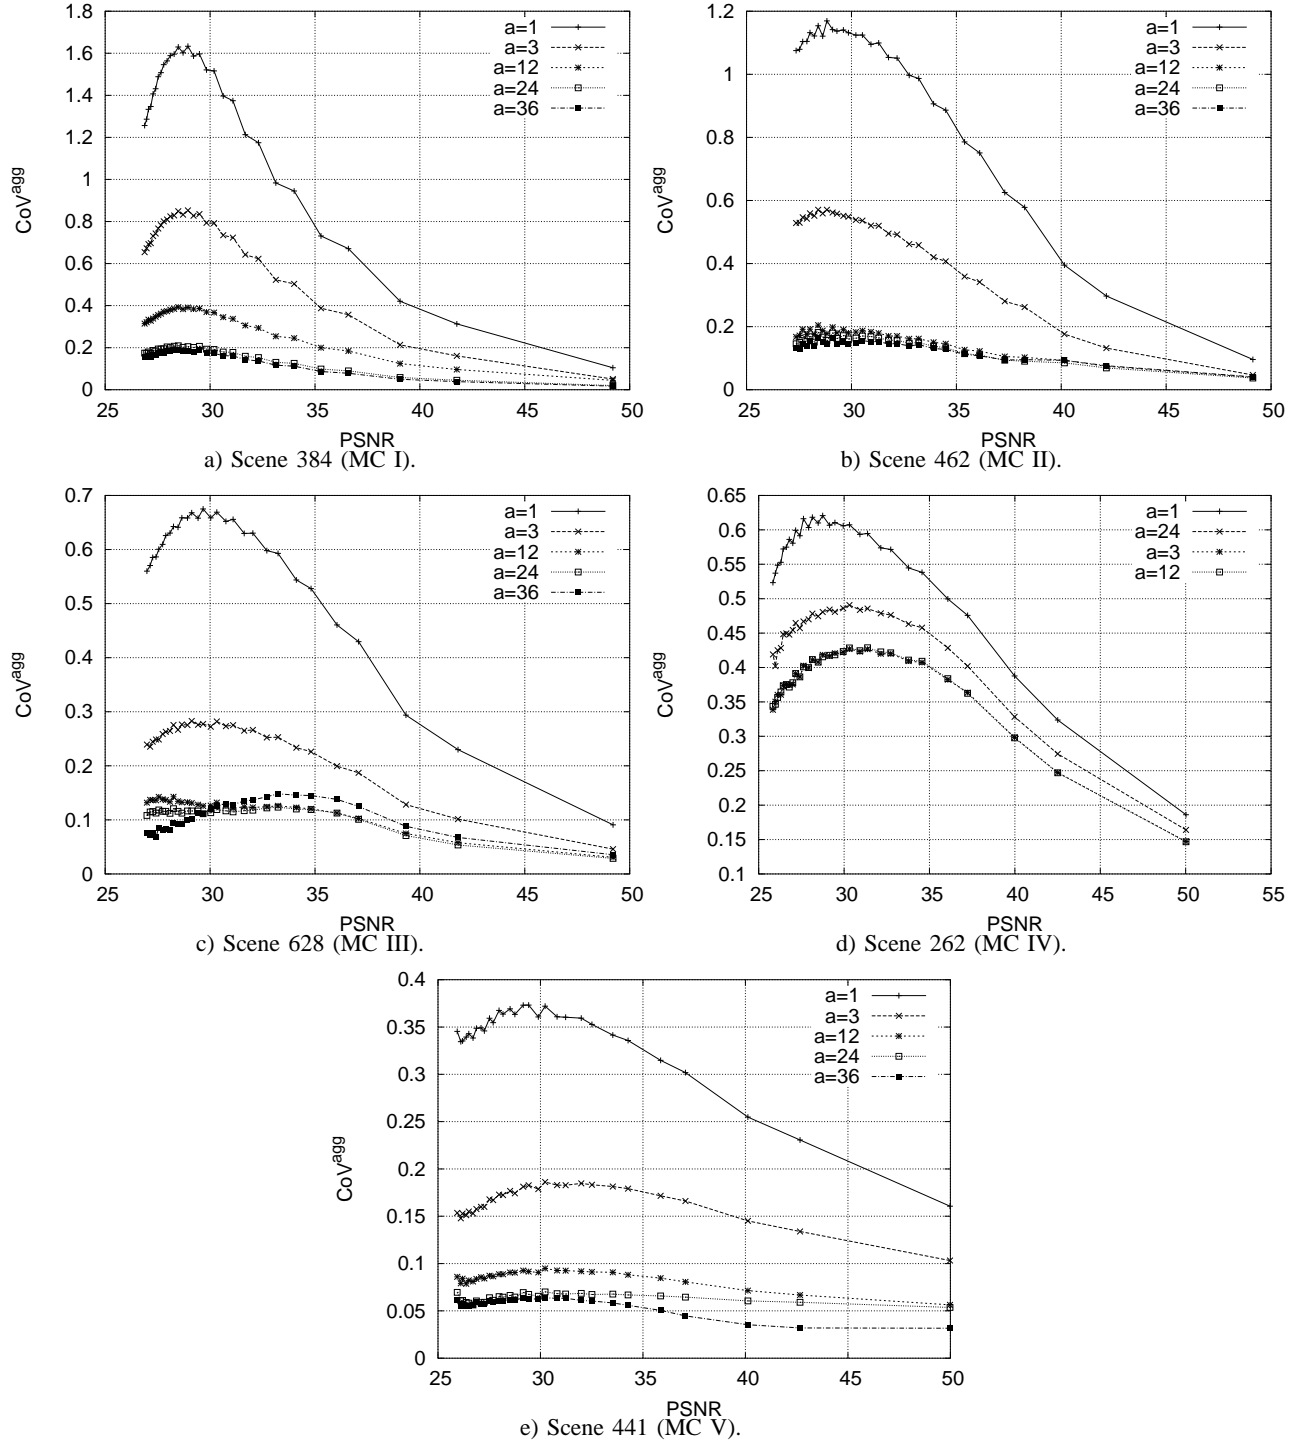 1.8
1.6
1.4
1.2
1
0.8
0.6
0.4
0.2
0
25 30 35 40 45 50
CoV^agg
PSNR
a=1
a=3
a=12
a=24
a=36
a) Scene 384 (MC I).
1.2
1
0.8
0.6
0.4
0.2
0
25 30 35 40 45 50
CoV^agg
PSNR
a=1
a=3
a=12
a=24
a=36
b) Scene 462 (MC II).
0.7
0.6
0.5
0.4
0.3
0.2
0.1
0
25 30 35 40 45 50
CoV^agg
PSNR
a=1
a=3
a=12
a=24
a=36
c) Scene 628 (MC III).
0.65
0.6
0.55
0.5
0.45
0.4
0.35
0.3
0.25
0.2
0.15
0.1
25 30 35 40 45 50 55
CoV^agg
PSNR
a=1
a=24
a=3
a=12
d) Scene 262 (MC IV).
0.4
0.35
0.3
0.25
0.2
0.15
0.1
0.05
0
25 30 35 40 45 50
CoV^agg
PSNR
a=1
a=3
a=12
a=24
a=36
e) Scene 441 (MC V).